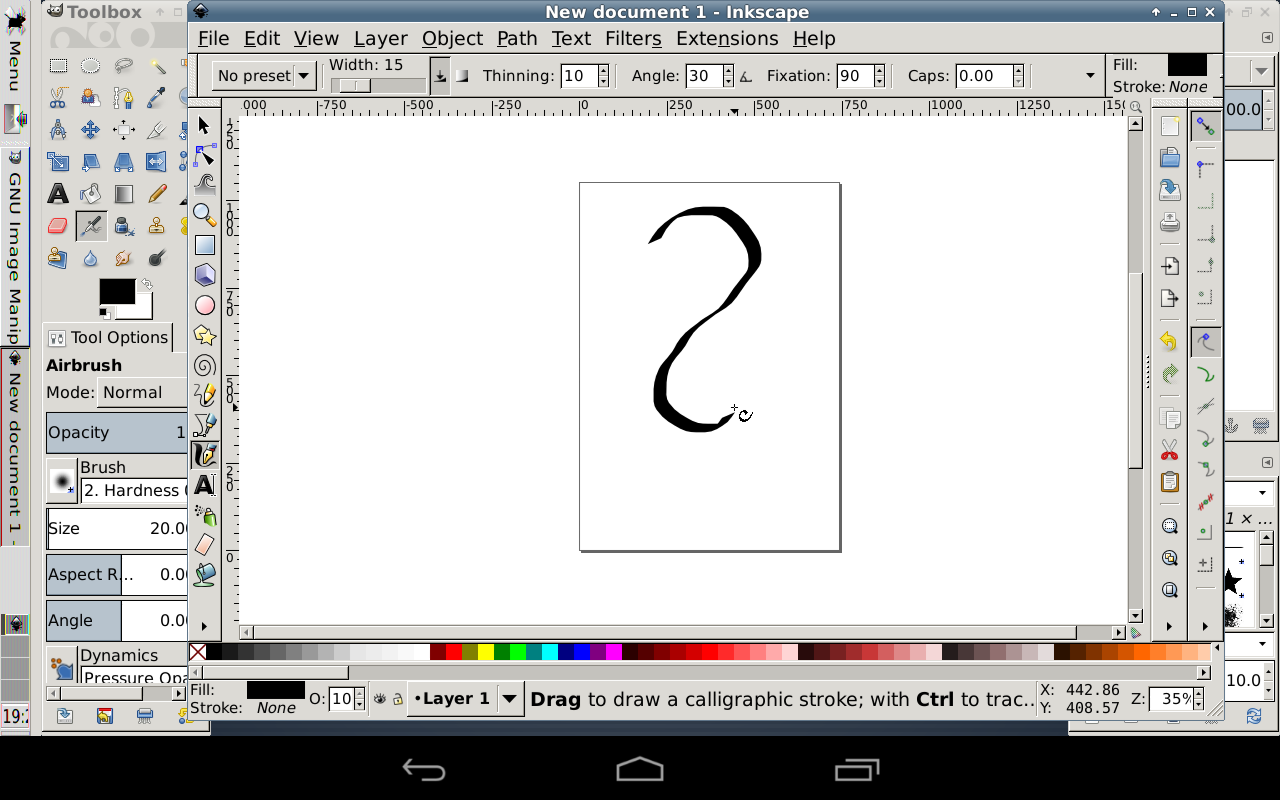 Menu
GNU Image Manip
New document 1 -
Toolbox
New document 1 - Inkscape
File Edit View Layer Object Path Text Filters Extensions Help
No preset Width: 15 Thinning: 10 Angle: 30 Fixation: 90 Caps: 0.00 Fill:
Stroke: None
-750 -500 -250 0 250 500 750 1000 1250
00.0
Tool Options
Airbrush
Mode: Normal
Opacity 1
Brush
2. Hardness
Size 20.0
Aspect R... 0.0
Angle 0.0
Dynamics
Pressure Opa
1 × ...
10.0
Fill:
Stroke: None
O: 10
•Layer 1
Drag to draw a calligraphic stroke; with Ctrl to trac...
X: 442.86
Y: 408.57
Z: 35%